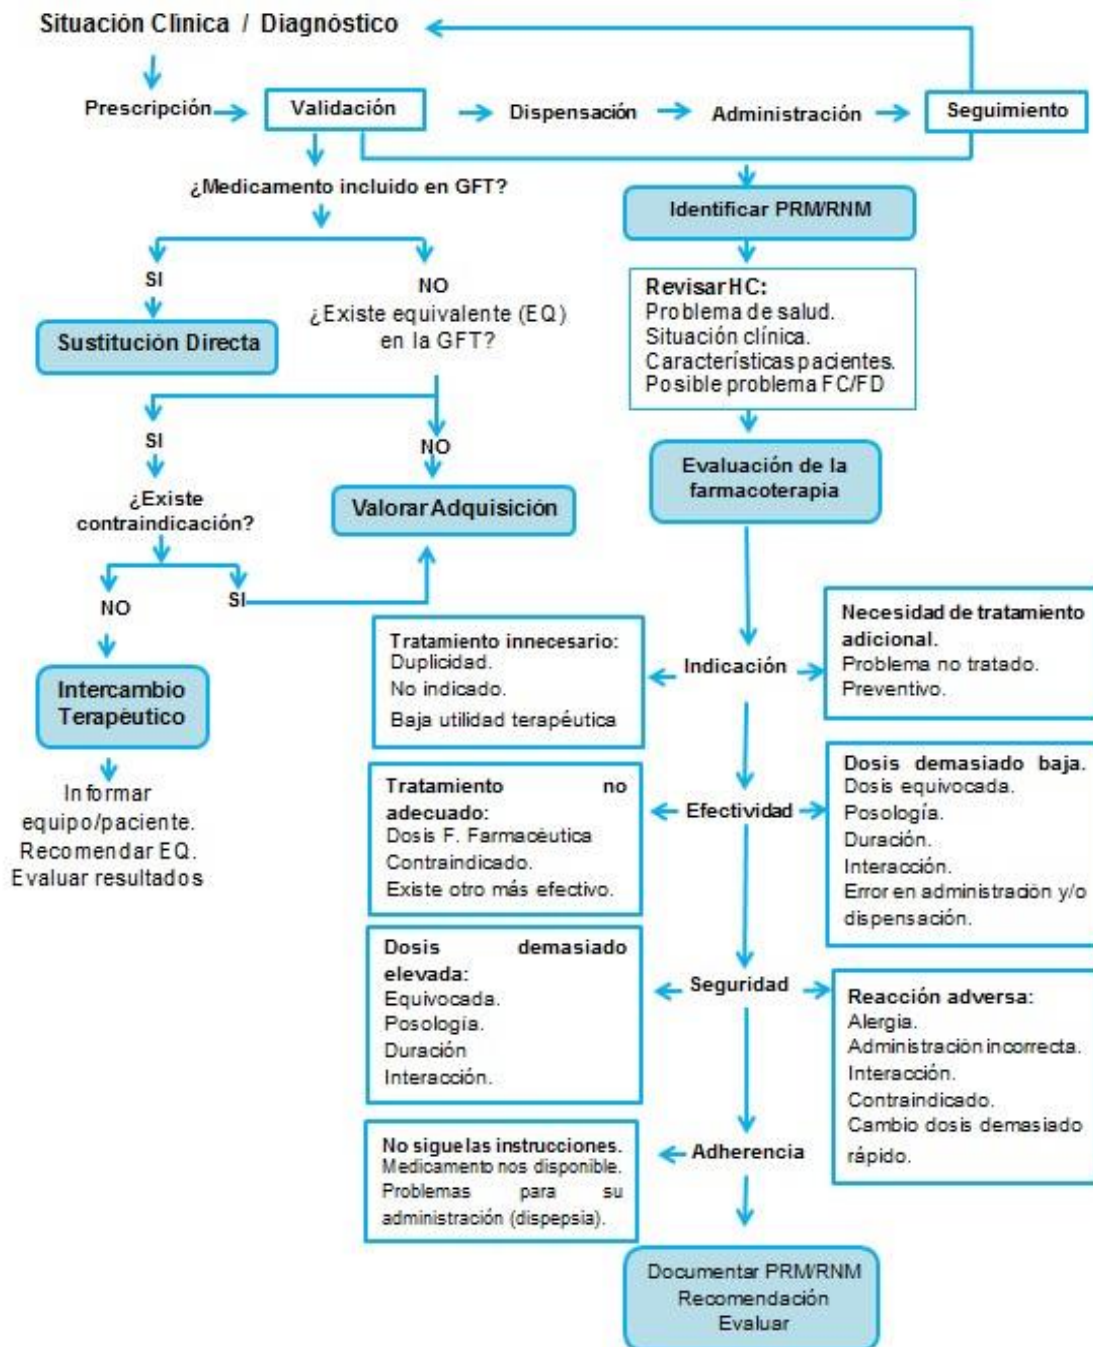 Situación Clínica / Diagnóstico
Prescripción
Validación
Dispensación
Administración
Seguimiento
¿Medicamento incluido en GFT?
SI
NO
¿Existe equivalente (EQ)
en la GFT?
Sustitución Directa
SI
NO
¿Existe
contraindicación?
Valorar Adquisición
NO
SI
Intercambio
Terapéutico
Informar
equipo/paciente.
Recomendar EQ.
Evaluar resultados
Identificar PRM/RNM
Revisar HC:
Problema de salud.
Situación clínica.
Características pacientes.
Posible problema FC/FD
Evaluación de la
farmacoterapia
Tratamiento innecesario:
Duplicidad.
No indicado.
Baja utilidad terapéutica
Indicación
Necesidad de tratamiento
adicional.
Problema no tratado.
Preventivo.
Tratamiento no
adecuado:
Dosis F. Farmacéutica
Contraindicado.
Existe otro más efectivo.
Efectividad
Dosis demasiado baja.
Dosis equivocada.
Posología.
Duración.
Interacción.
Error en administración y/o
dispensación.
Dosis demasiado
elevada:
Equivocada.
Posología.
Duración
Interacción.
Seguridad
Reacción adversa:
Alergia.
Administración incorrecta.
Interacción.
Contraindicado.
Cambio dosis demasiado
rápido.
No sigue las instrucciones.
Medicamento nos disponible.
Problemas para su
administración (dispepsia).
Adherencia
Documentar PRM/RNM
Recomendación
Evaluar